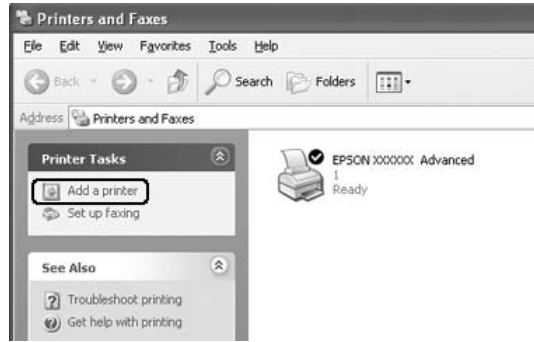 Printers and Faxes
File Edit View Favorites Tools Help
Back Search Folders
Address Printers and Faxes
Printer Tasks
Add a printer
Set up faxing
See Also
Troubleshoot printing
Get help with printing
EPSON XXXXXX Advanced
1
Ready